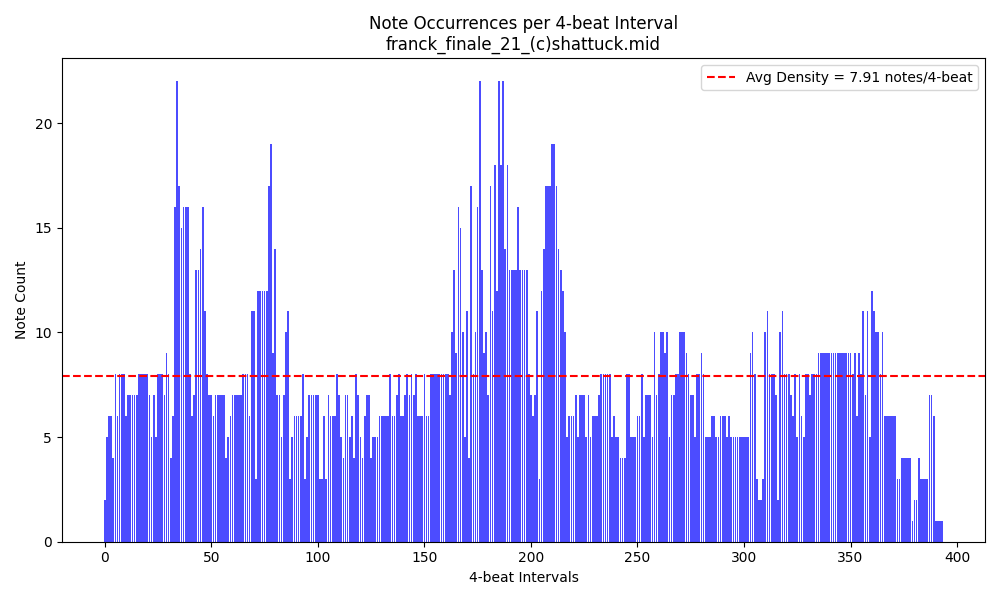 Note Occurrences per 4-beat Interval
franck_finale_21_(c)shattuck.mid
Avg Density = 7.91 notes/4-beat
Note Count
20
15
10
5
0
0 50 100 150 200 250 300 350 400
4-beat Intervals